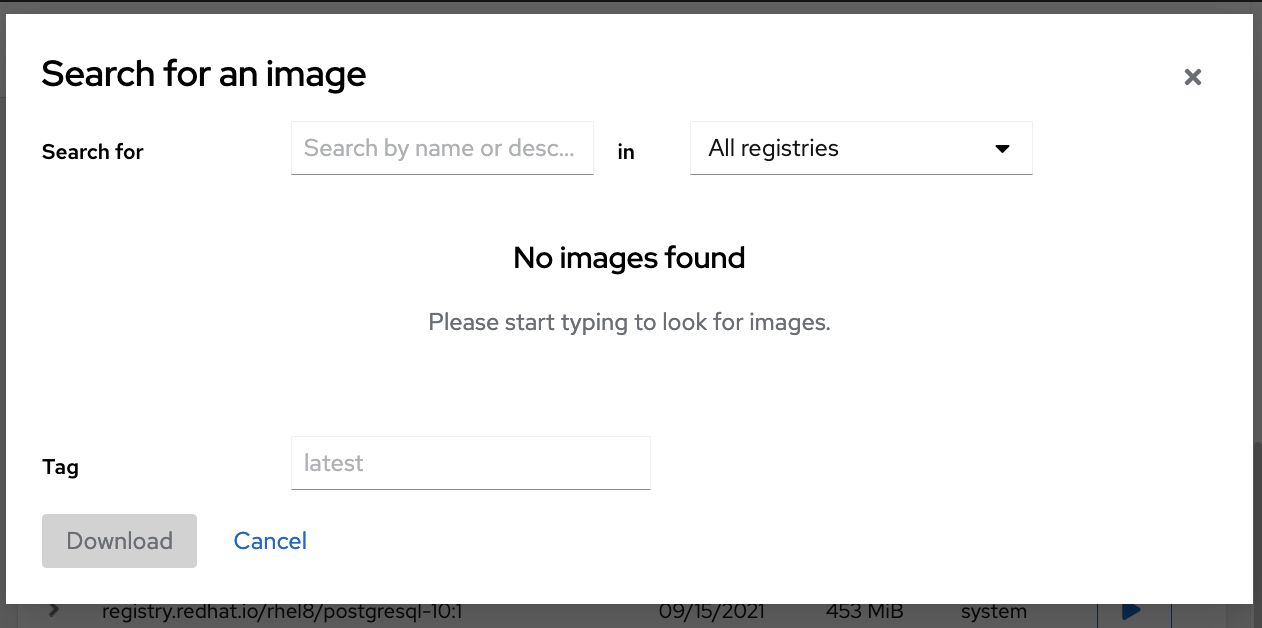 Search for an image
Search for Search by name or desc... in All registries
No images found
Please start typing to look for images.
Tag latest
Download Cancel
registry.redhat.io/rhel8/postgresql-10:1 09/15/2021 453 MiB system